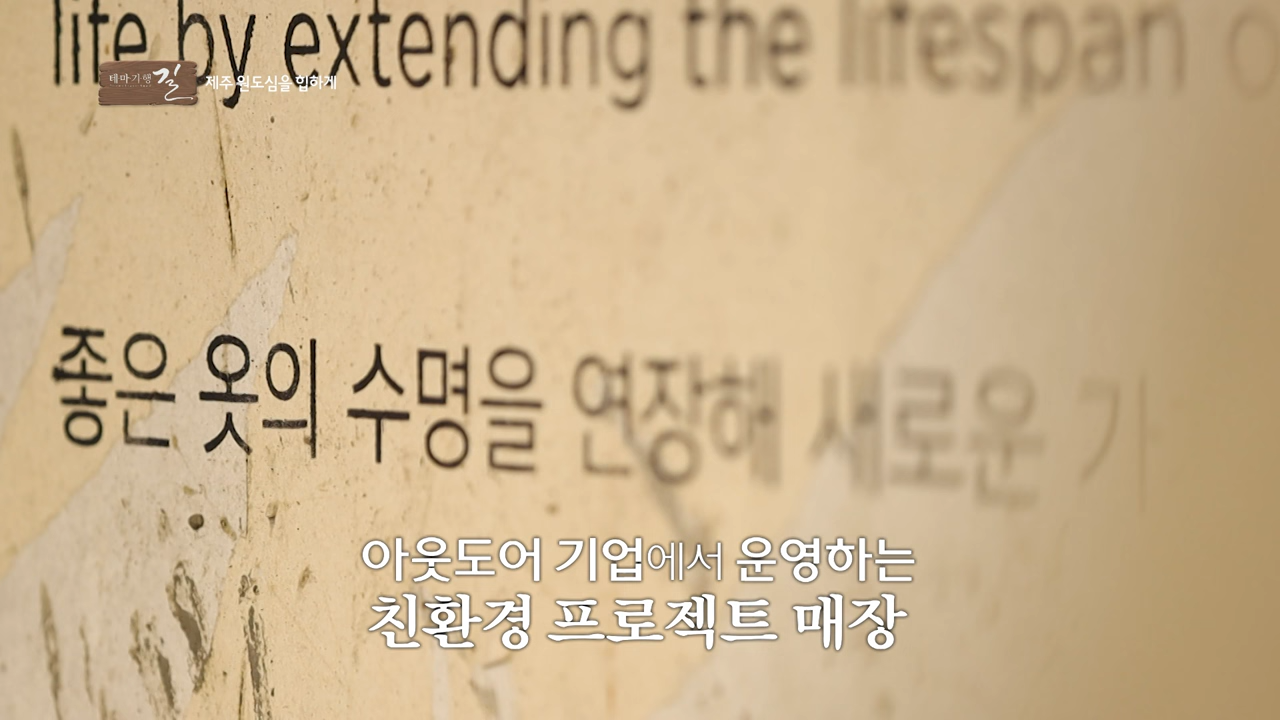 life by extending the lifespan o
테마기행 길 제주 원도심을 힙하게
좋은 옷의 수명을 연장해 새로운 기
아웃도어 기업에서 운영하는
친환경 프로젝트 매장